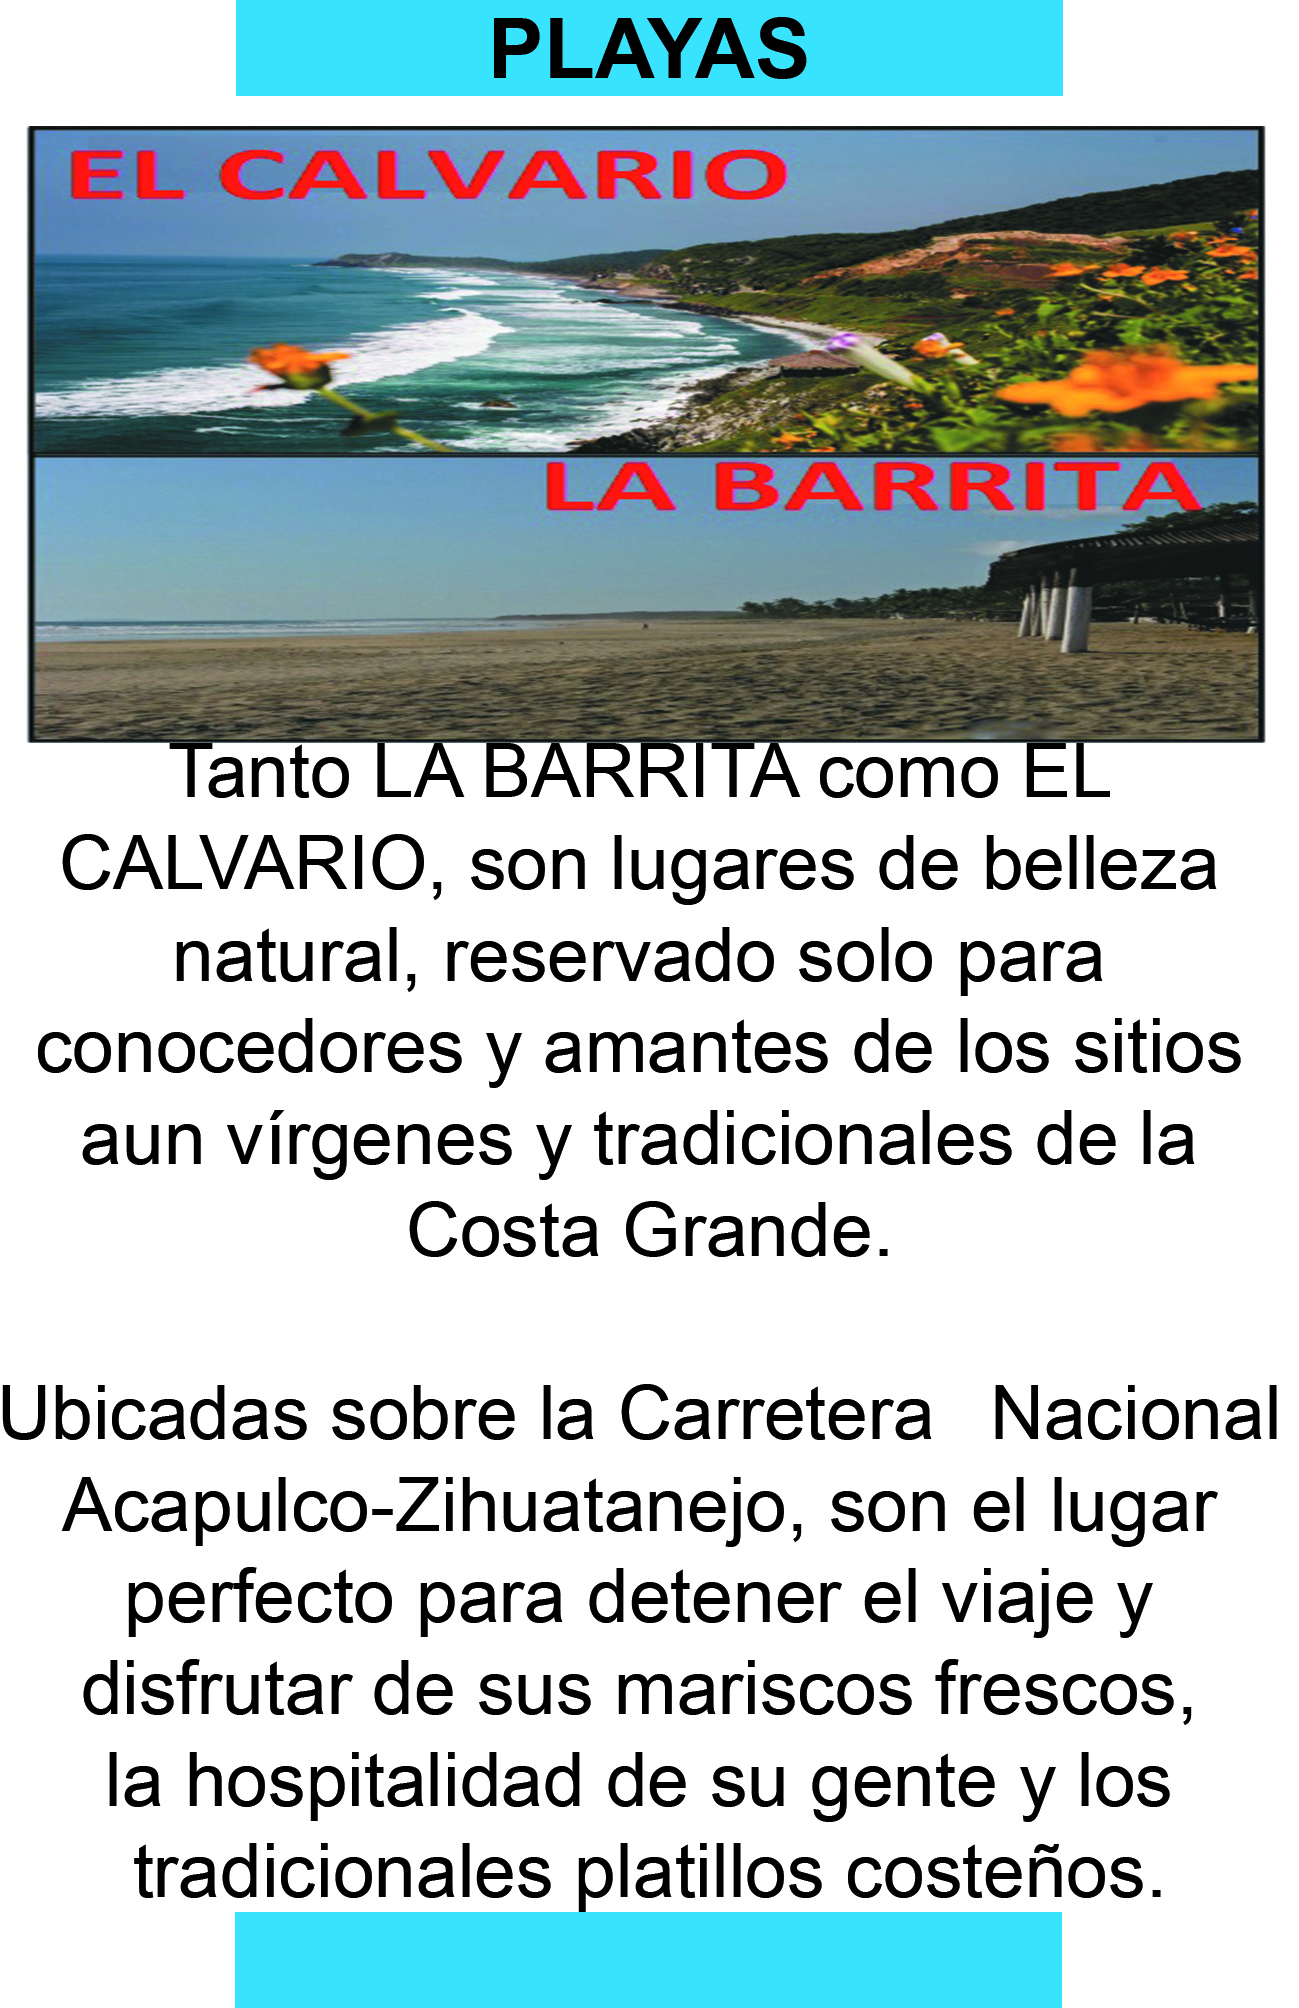 PLAYAS
EL CALVARIO
LA BARRITA
Tanto LA BARRITA como EL
CALVARIO, son lugares de belleza
natural, reservado solo para
conocedores y amantes de los sitios
aun vírgenes y tradicionales de la
Costa Grande.
Ubicadas sobre la Carretera Nacional
Acapulco-Zihuatanejo, son el lugar
perfecto para detener el viaje y
disfrutar de sus mariscos frescos,
la hospitalidad de su gente y los
tradicionales platillos costeños.